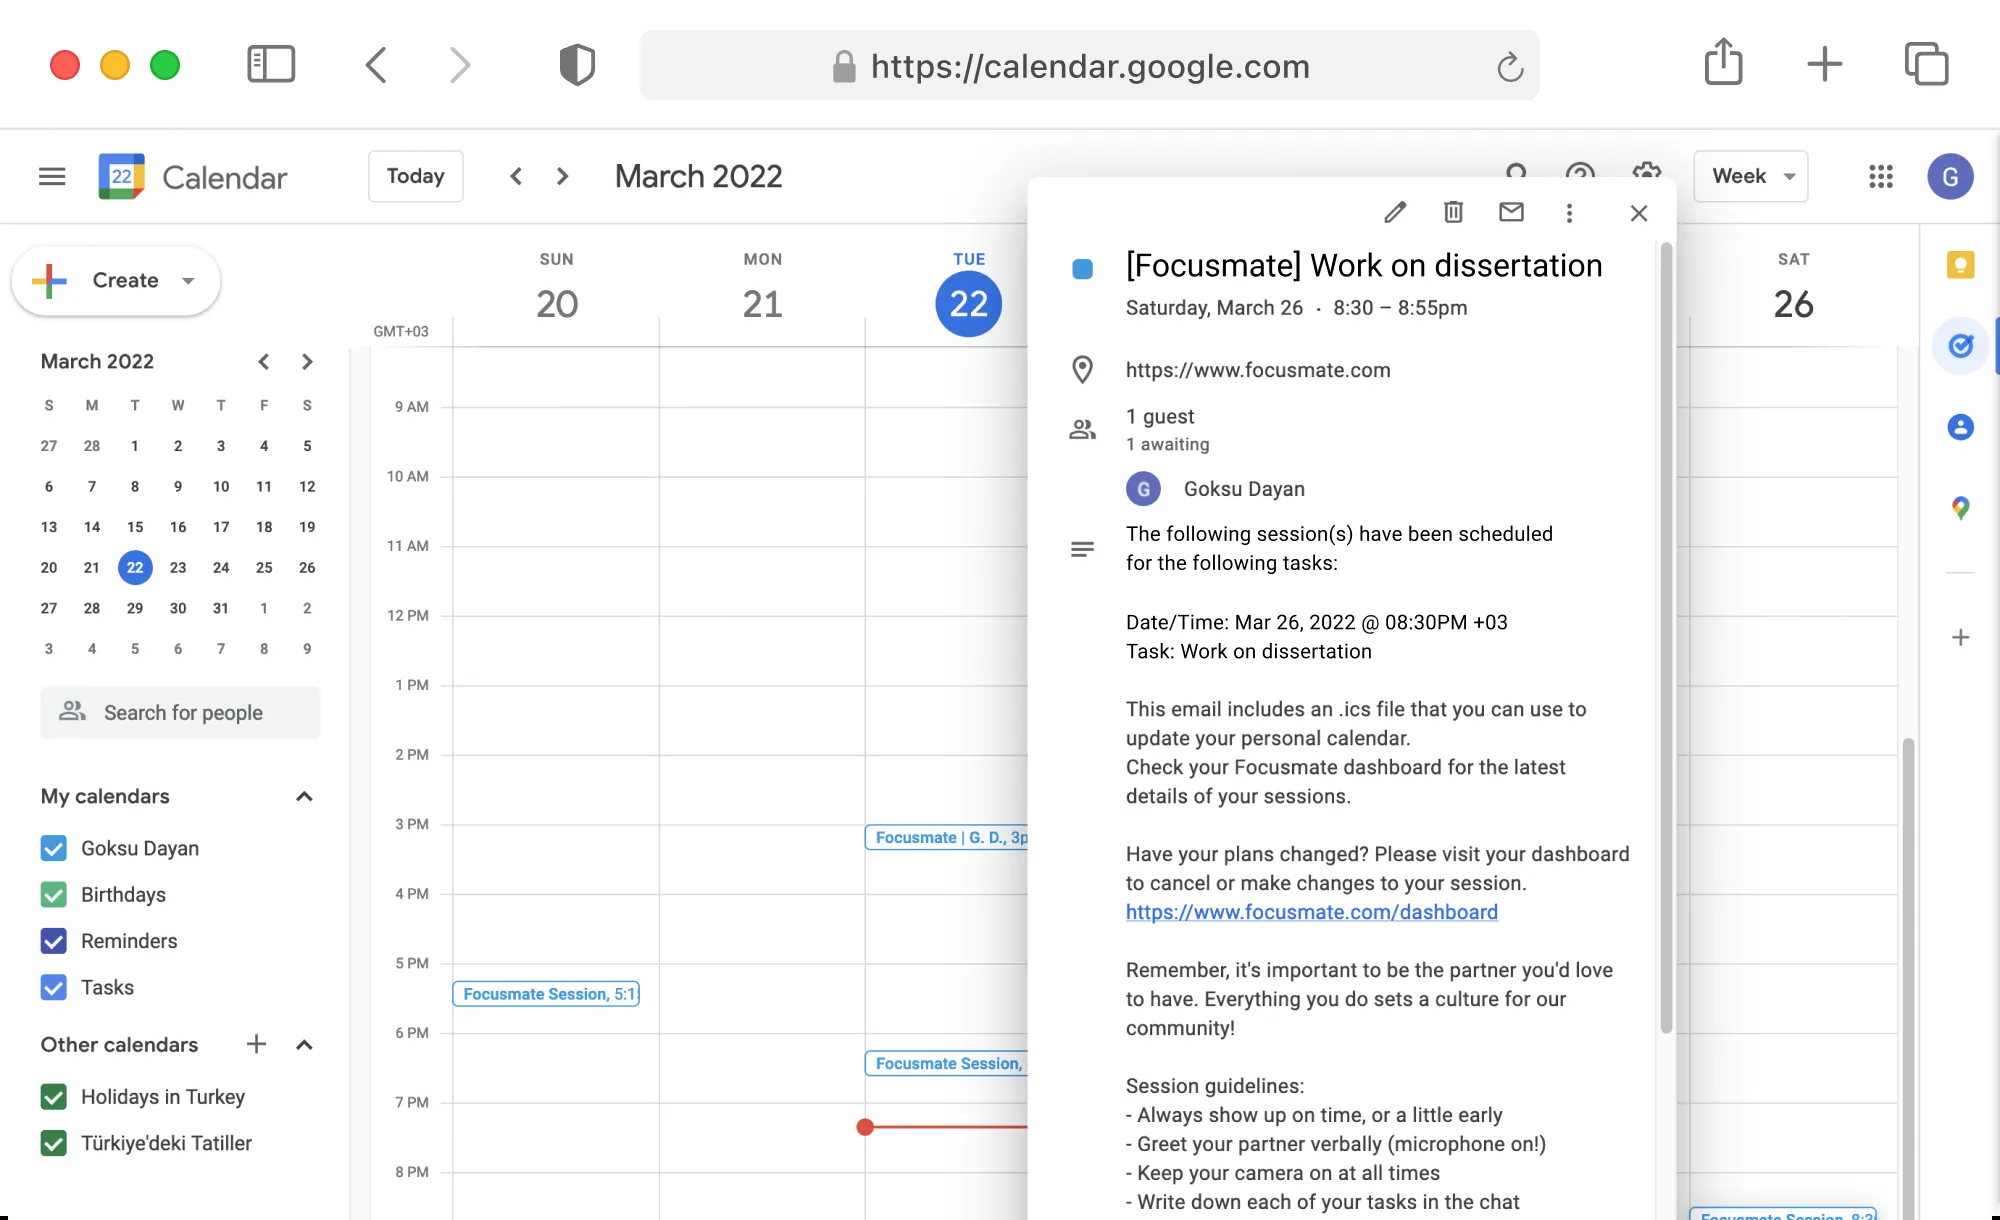 https://calendar.google.com
22
Calendar
Today
March 2022
Week
G
Create
SUN
20
MON
21
TUE
22
SAT
26
GMT+03
[Focusmate] Work on dissertation
Saturday, March 26 · 8:30 – 8:55pm
https://www.focusmate.com
1 guest
1 awaiting
G Goksu Dayan
The following session(s) have been scheduled
for the following tasks:
Date/Time: Mar 26, 2022 @ 08:30PM +03
Task: Work on dissertation
This email includes an .ics file that you can use to
update your personal calendar.
Check your Focusmate dashboard for the latest
details of your sessions.
Have your plans changed? Please visit your dashboard
to cancel or make changes to your session.
https://www.focusmate.com/dashboard
Remember, it's important to be the partner you'd love
to have. Everything you do sets a culture for our
community!
Session guidelines:
- Always show up on time, or a little early
- Greet your partner verbally (microphone on!)
- Keep your camera on at all times
- Write down each of your tasks in the chat
March 2022
S M T W T F S
27 28 1 2 3 4 5
6 7 8 9 10 11 12
13 14 15 16 17 18 19
20 21 22 23 24 25 26
27 28 29 30 31 1 2
3 4 5 6 7 8 9
Search for people
My calendars
Goksu Dayan
Birthdays
Reminders
Tasks
Other calendars
Holidays in Turkey
Türkiye'deki Tatiller
9 AM
10 AM
11 AM
12 PM
1 PM
2 PM
3 PM
4 PM
5 PM
6 PM
7 PM
8 PM
Focusmate | G. D., 3p
Focusmate Session, 5:1
Focusmate Session,
Focusmate Session, 8:3